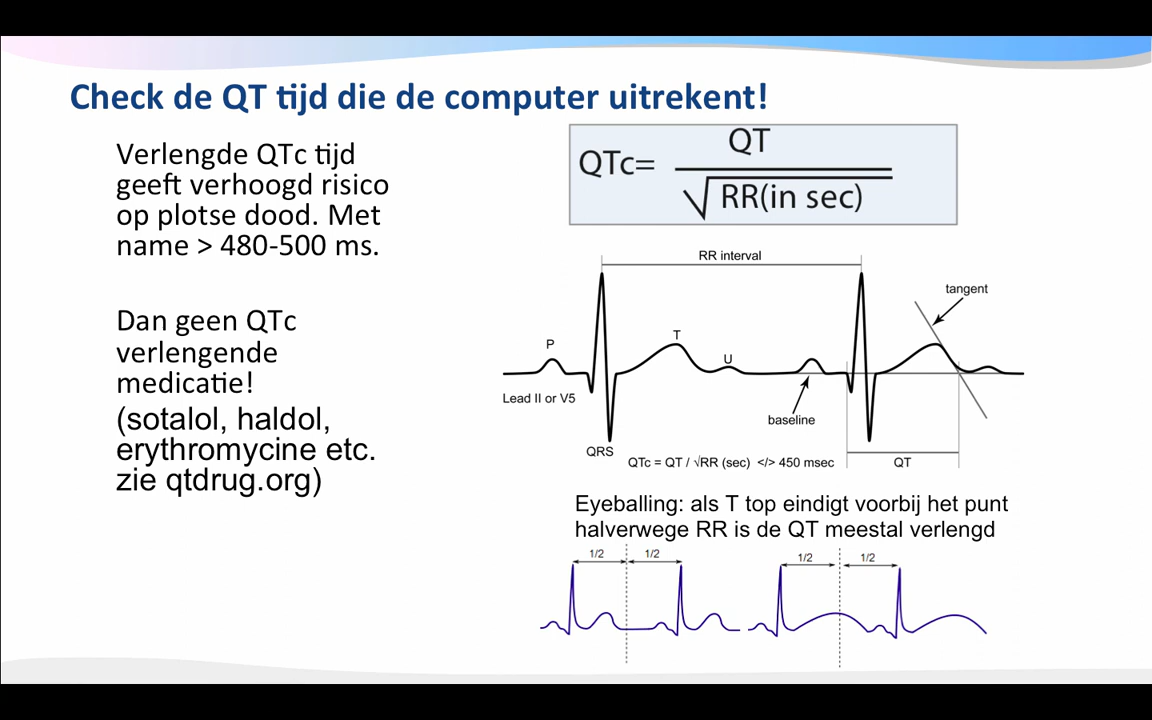 Check de QT tijd die de computer uitrekent!
Verlengde QTc tijd
geeft verhoogd risico
op plotse dood. Met
name > 480-500 ms.
Dan geen QTc
verlengende
medicatie!
(sotalol, haldol,
erythromycine etc.
zie qtdrug.org)
QTc= QT
√RR(in sec)
RR interval
tangent
P
T
U
Lead II or V5
baseline
QRS
QTc = QT / √RR (sec) </> 450 msec
QT
Eyeballing: als T top eindigt voorbij het punt
halverwege RR is de QT meestal verlengd
1/2 1/2 1/2 1/2